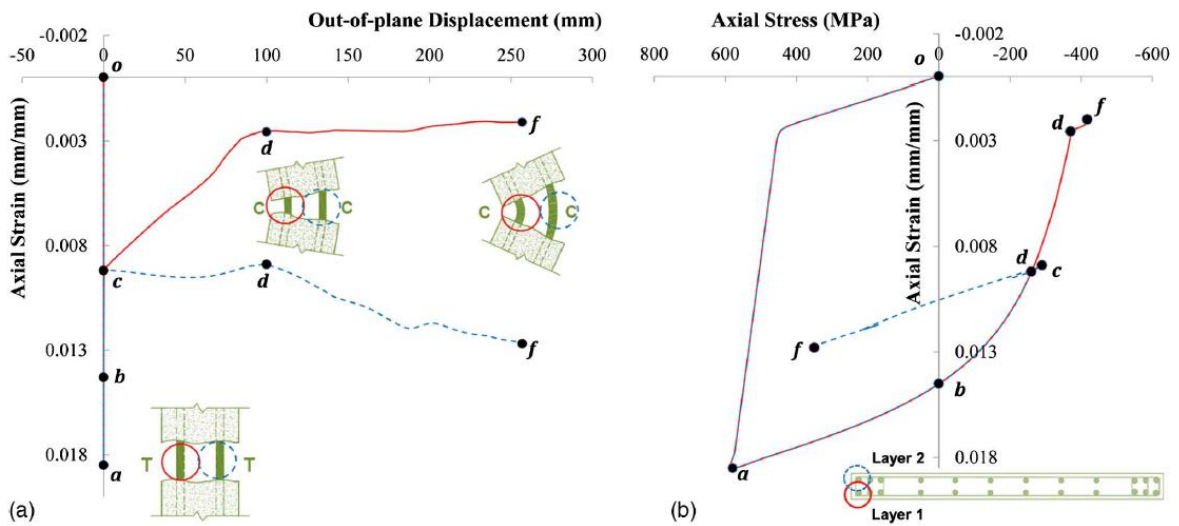 Out-of-plane Displacement (mm)
-0.002
0 50 100 150 200 250 300
o
Axial Strain (mm/mm)
0.003
d
f
C C
C C
0.008
c
d
0.013
b
f
T T
0.018
a
(a)
Axial Stress (MPa)
-0.002
800 600 400 200 0 -200 -400 -600
o
Axial Strain (mm/mm)
d
f
0.003
0.008
d
c
f
0.013
b
a
0.018
Layer 2
Layer 1
(b)